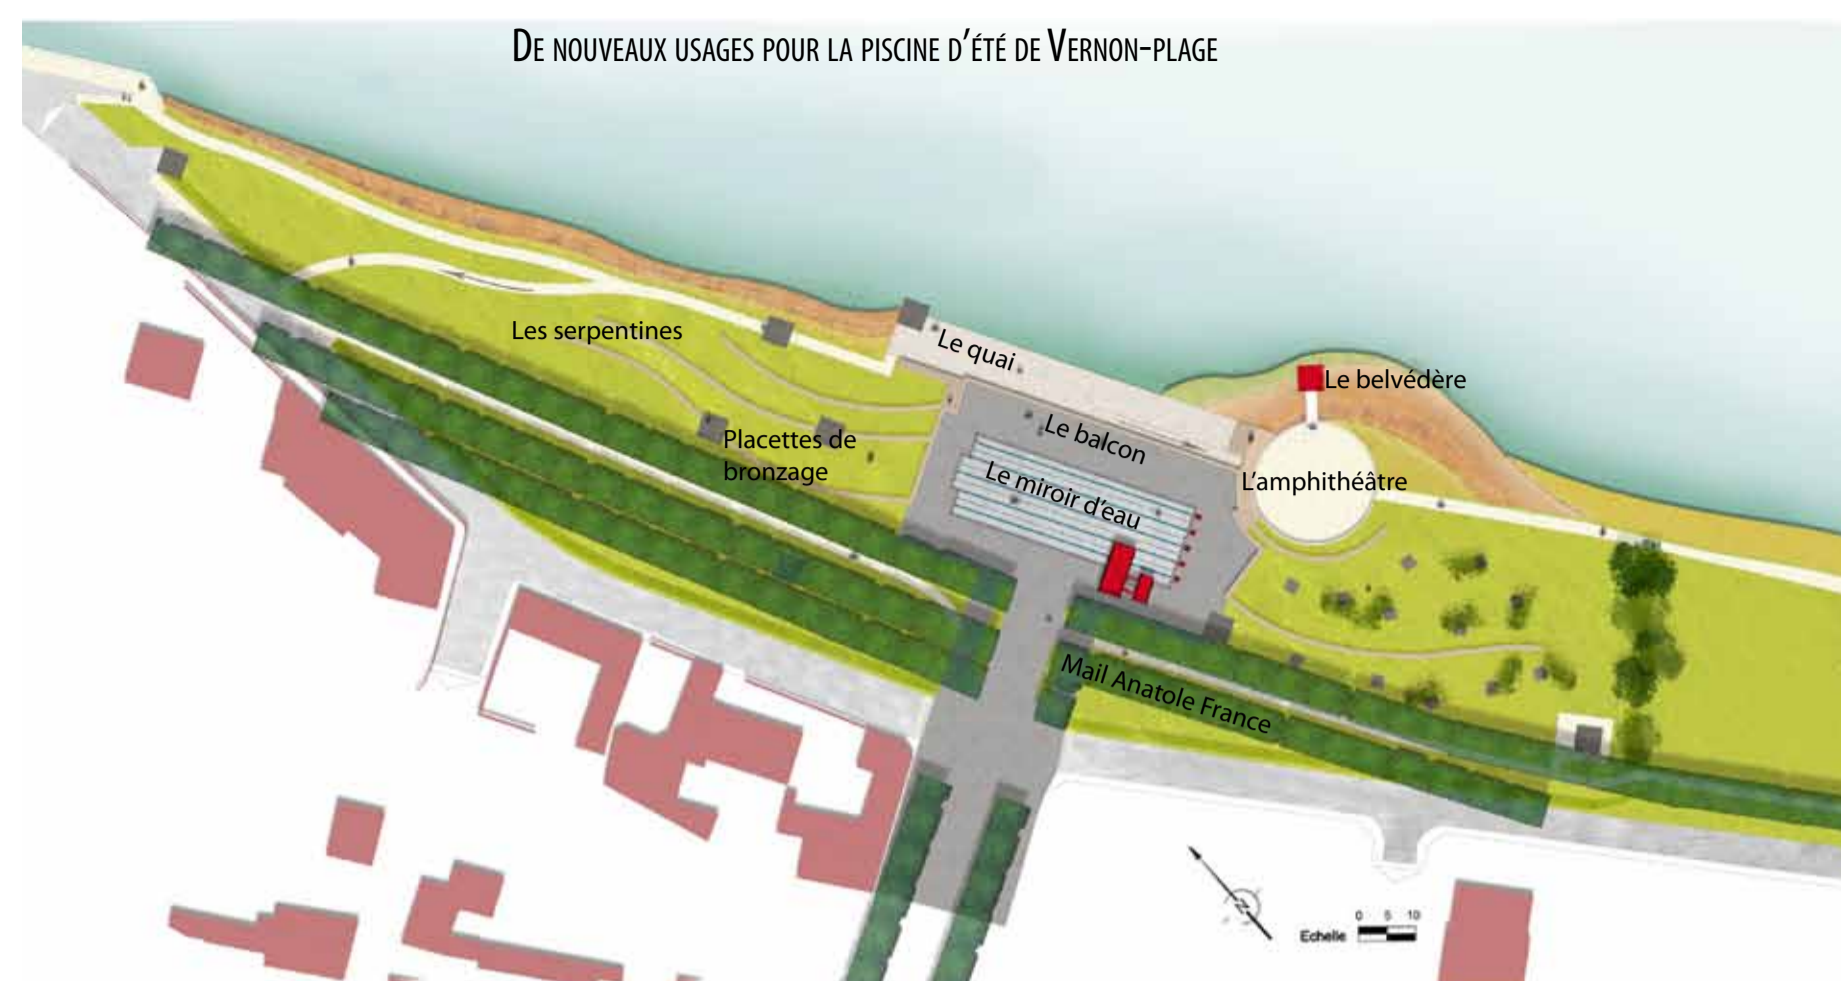 De nouveaux usages pour la piscine d'été de Vernon-plage
Les serpentines
Le quai
Le belvédère
Placettes de
bronzage
Le balcon
Le miroir d'eau
L'amphithéâtre
Mail Anatole France
N
Echelle
0 5 10